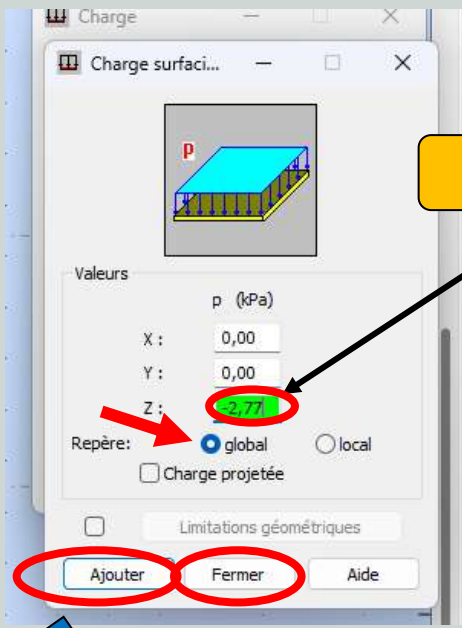 Charge
Charge surfaci...
p
Valeurs
p (kPa)
X : 0,00
Y : 0,00
Z : -2,77
Repère: global local
Charge projetée
Limitations géométriques
Ajouter Fermer Aide